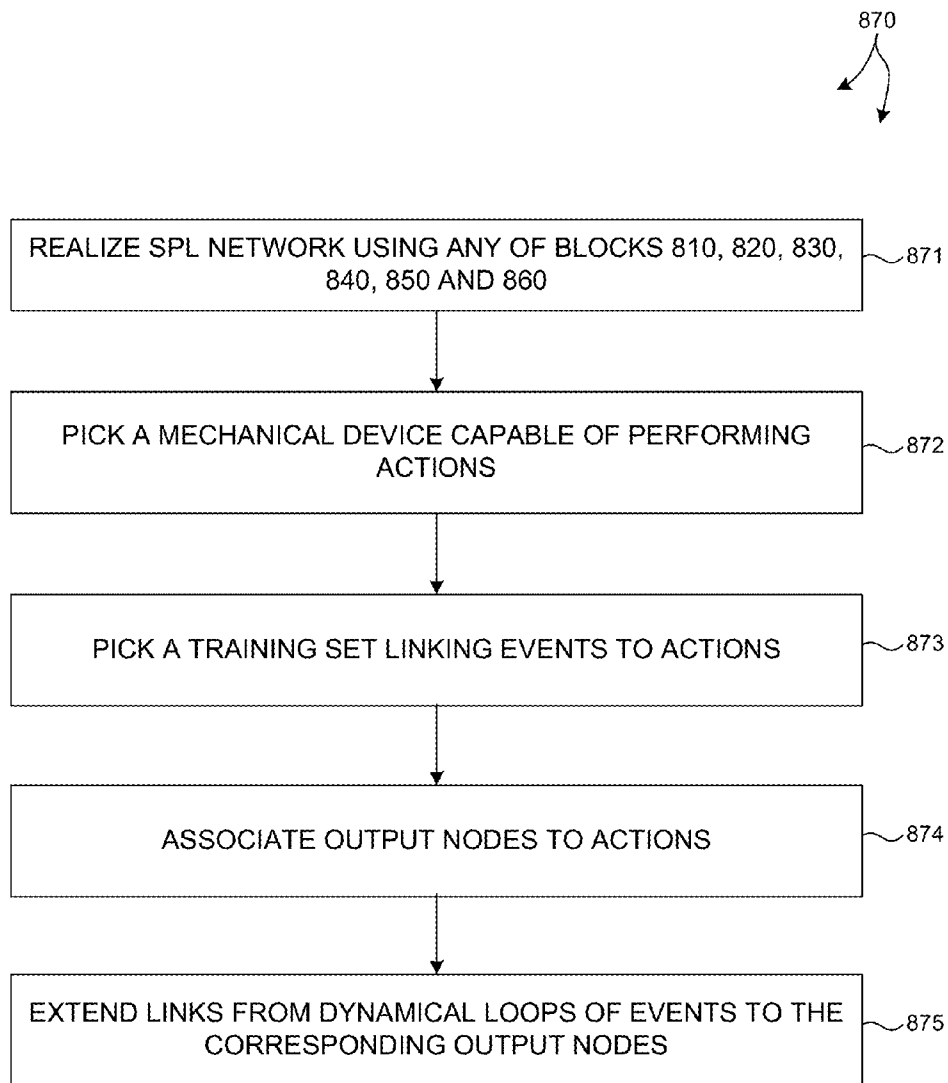 870
REALIZE SPL NETWORK USING ANY OF BLOCKS 810, 820, 830,
840, 850 AND 860
871
PICK A MECHANICAL DEVICE CAPABLE OF PERFORMING
ACTIONS
872
PICK A TRAINING SET LINKING EVENTS TO ACTIONS
873
ASSOCIATE OUTPUT NODES TO ACTIONS
874
EXTEND LINKS FROM DYNAMICAL LOOPS OF EVENTS TO THE
CORRESPONDING OUTPUT NODES
875